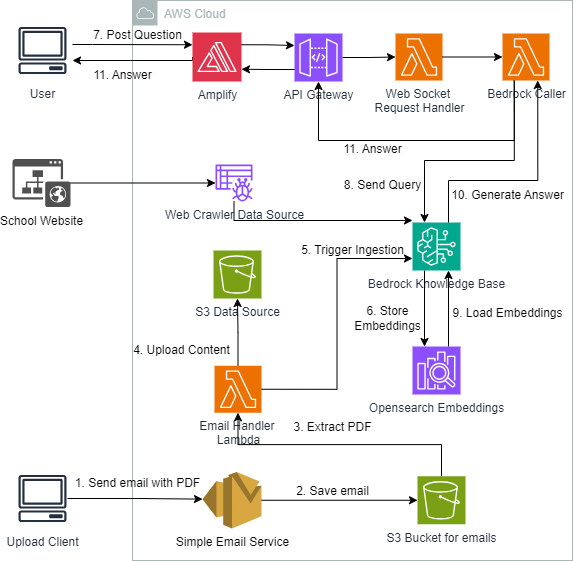 AWS Cloud
7. Post Question
11. Answer
User
Amplify
API Gateway
Web Socket
Request Handler
Bedrock Caller
11. Answer
8. Send Query
10. Generate Answer
School Website
Web Crawler Data Source
5. Trigger Ingestion
Bedrock Knowledge Base
S3 Data Source
6. Store
Embeddings
9. Load Embeddings
4. Upload Content
Opensearch Embeddings
Email Handler
Lambda
3. Extract PDF
1. Send email with PDF
2. Save email
Upload Client
Simple Email Service
S3 Bucket for emails